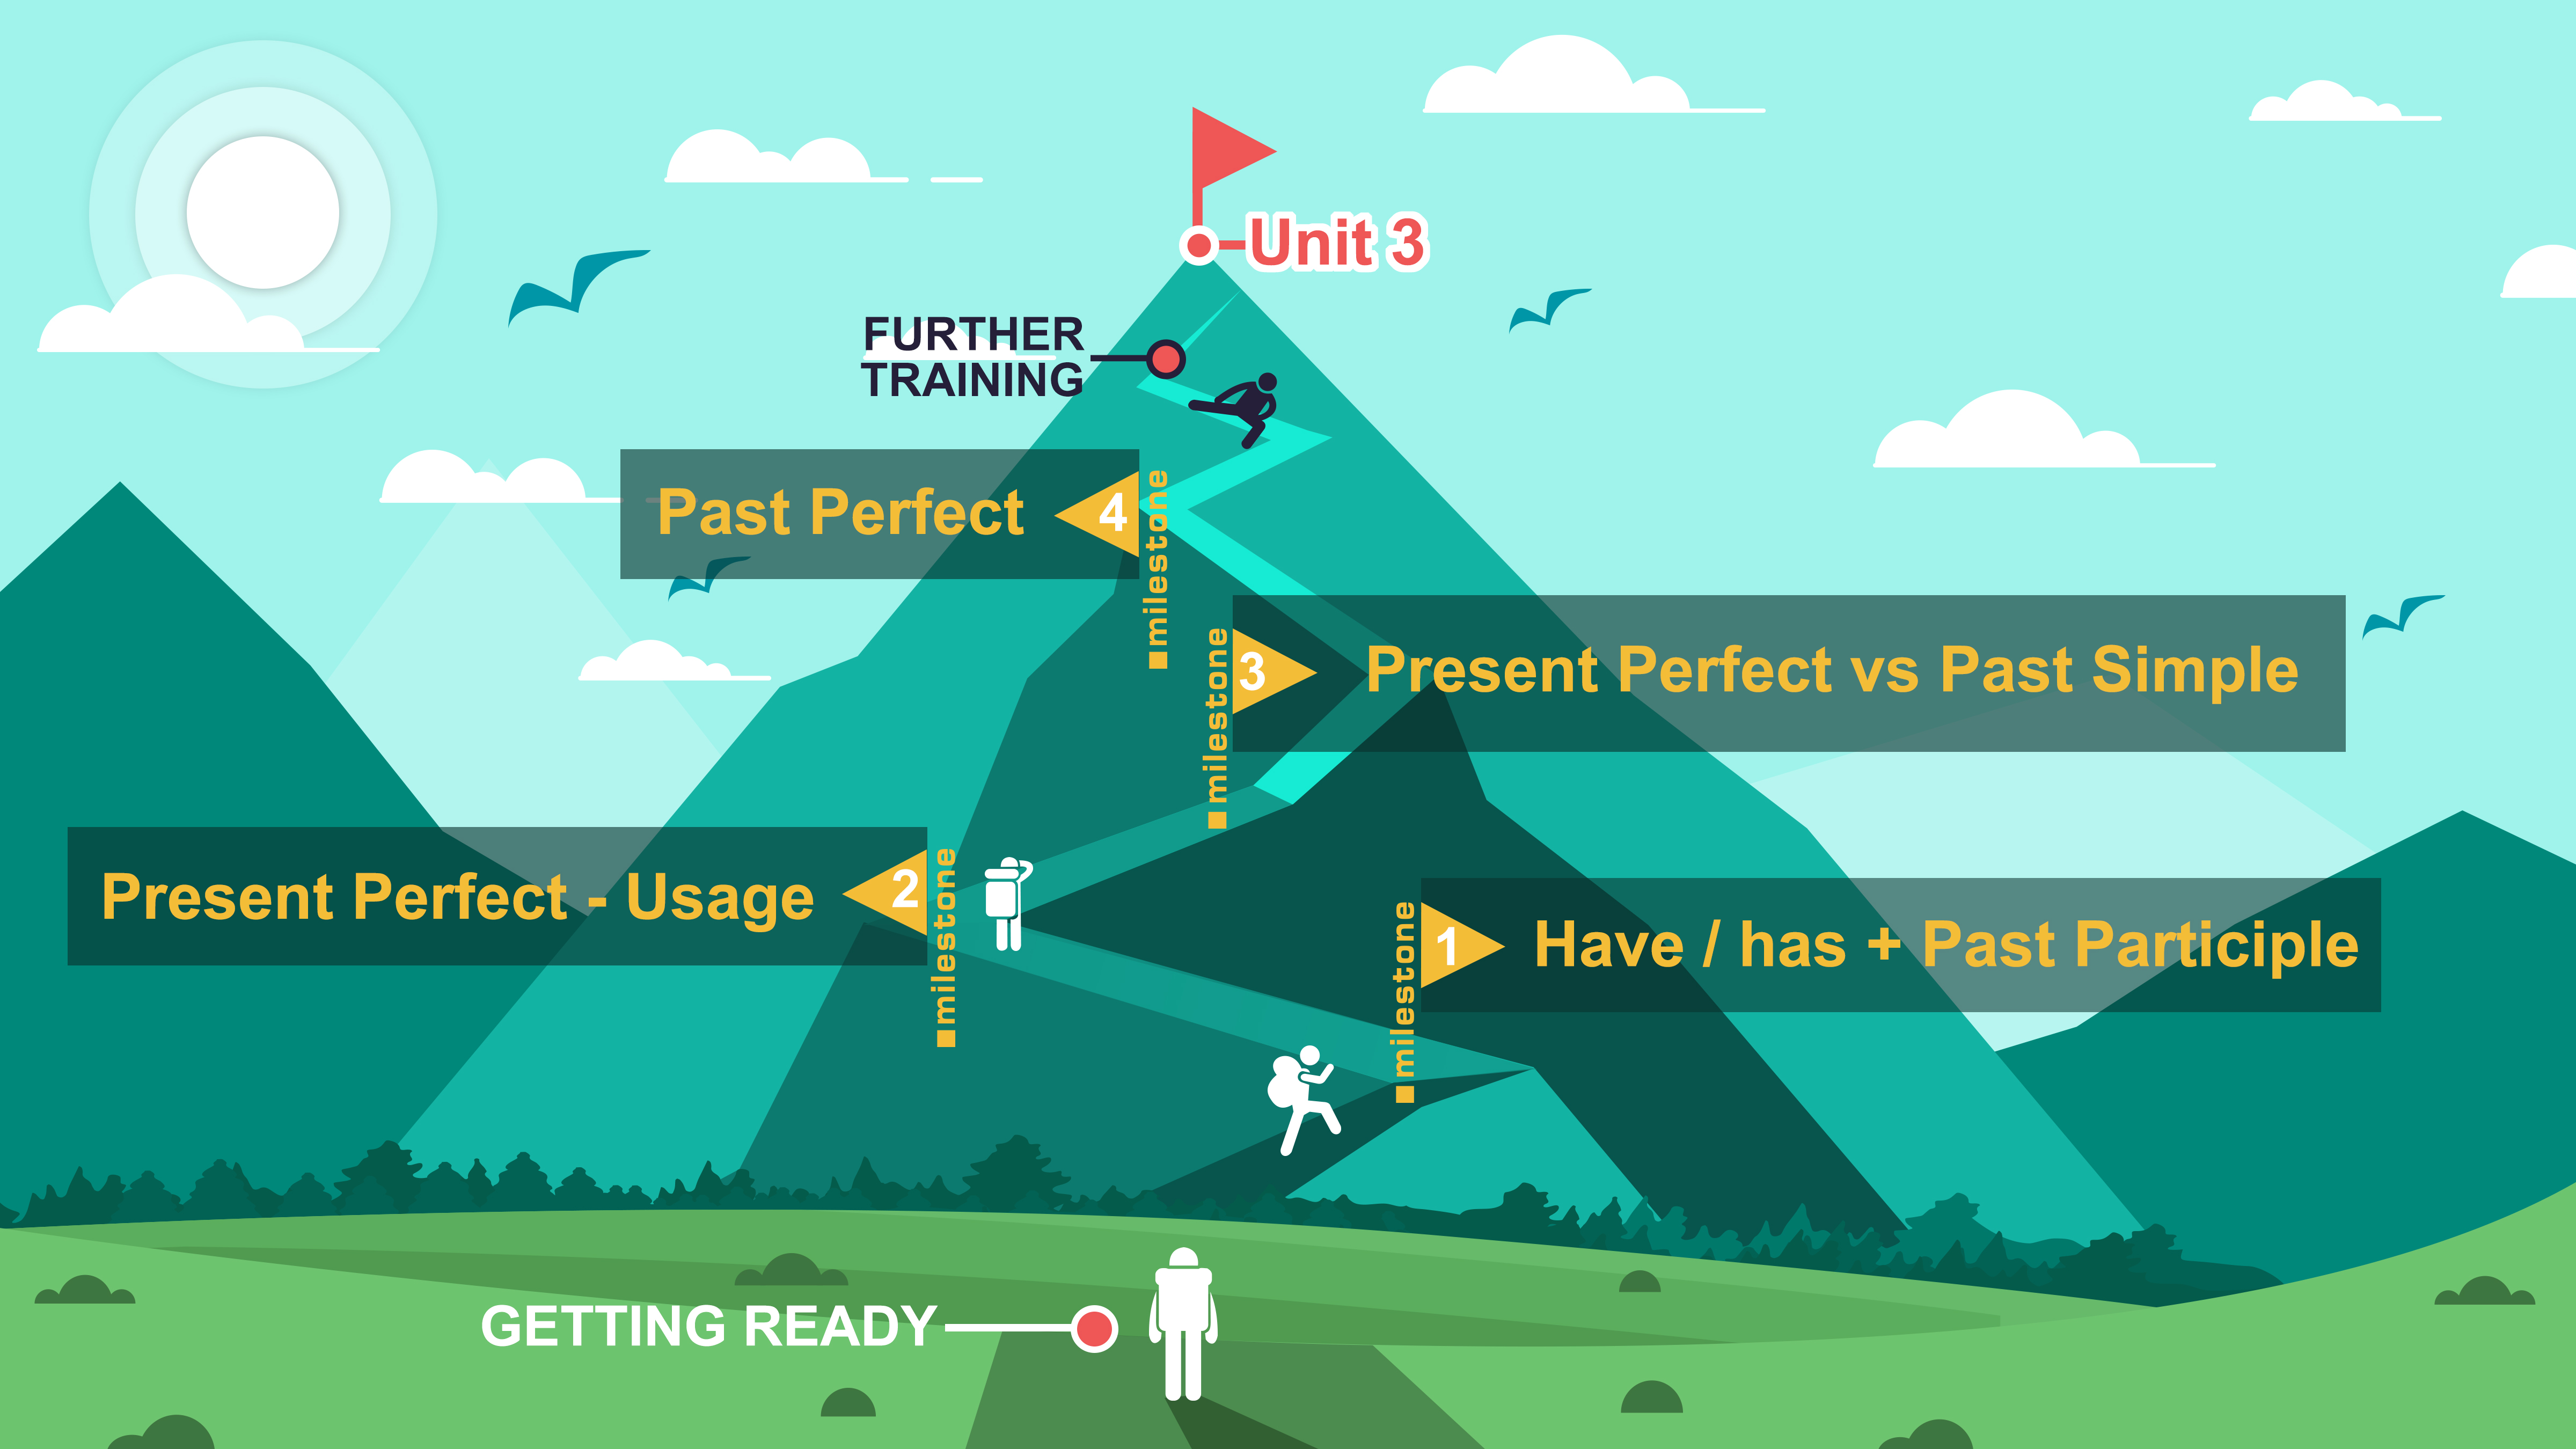 Unit 3
FURTHER
TRAINING
Past Perfect
4
milestone
milestone
3
Present Perfect vs Past Simple
Present Perfect - Usage
2
milestone
milestone
1
Have / has + Past Participle
GETTING READY